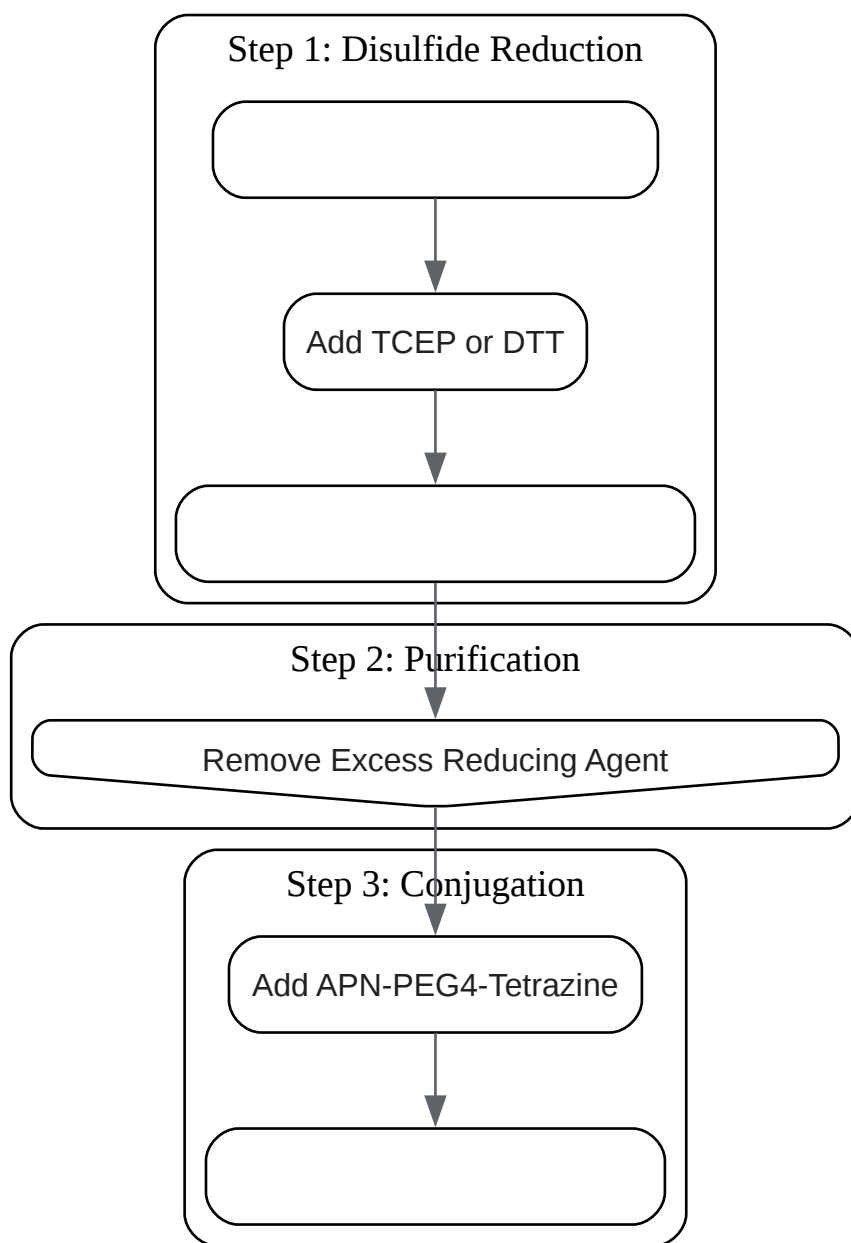 Step 1: Disulfide Reduction
Add TCEP or DTT
Step 2: Purification
Remove Excess Reducing Agent
Step 3: Conjugation
Add APN-PEG4-Tetrazine